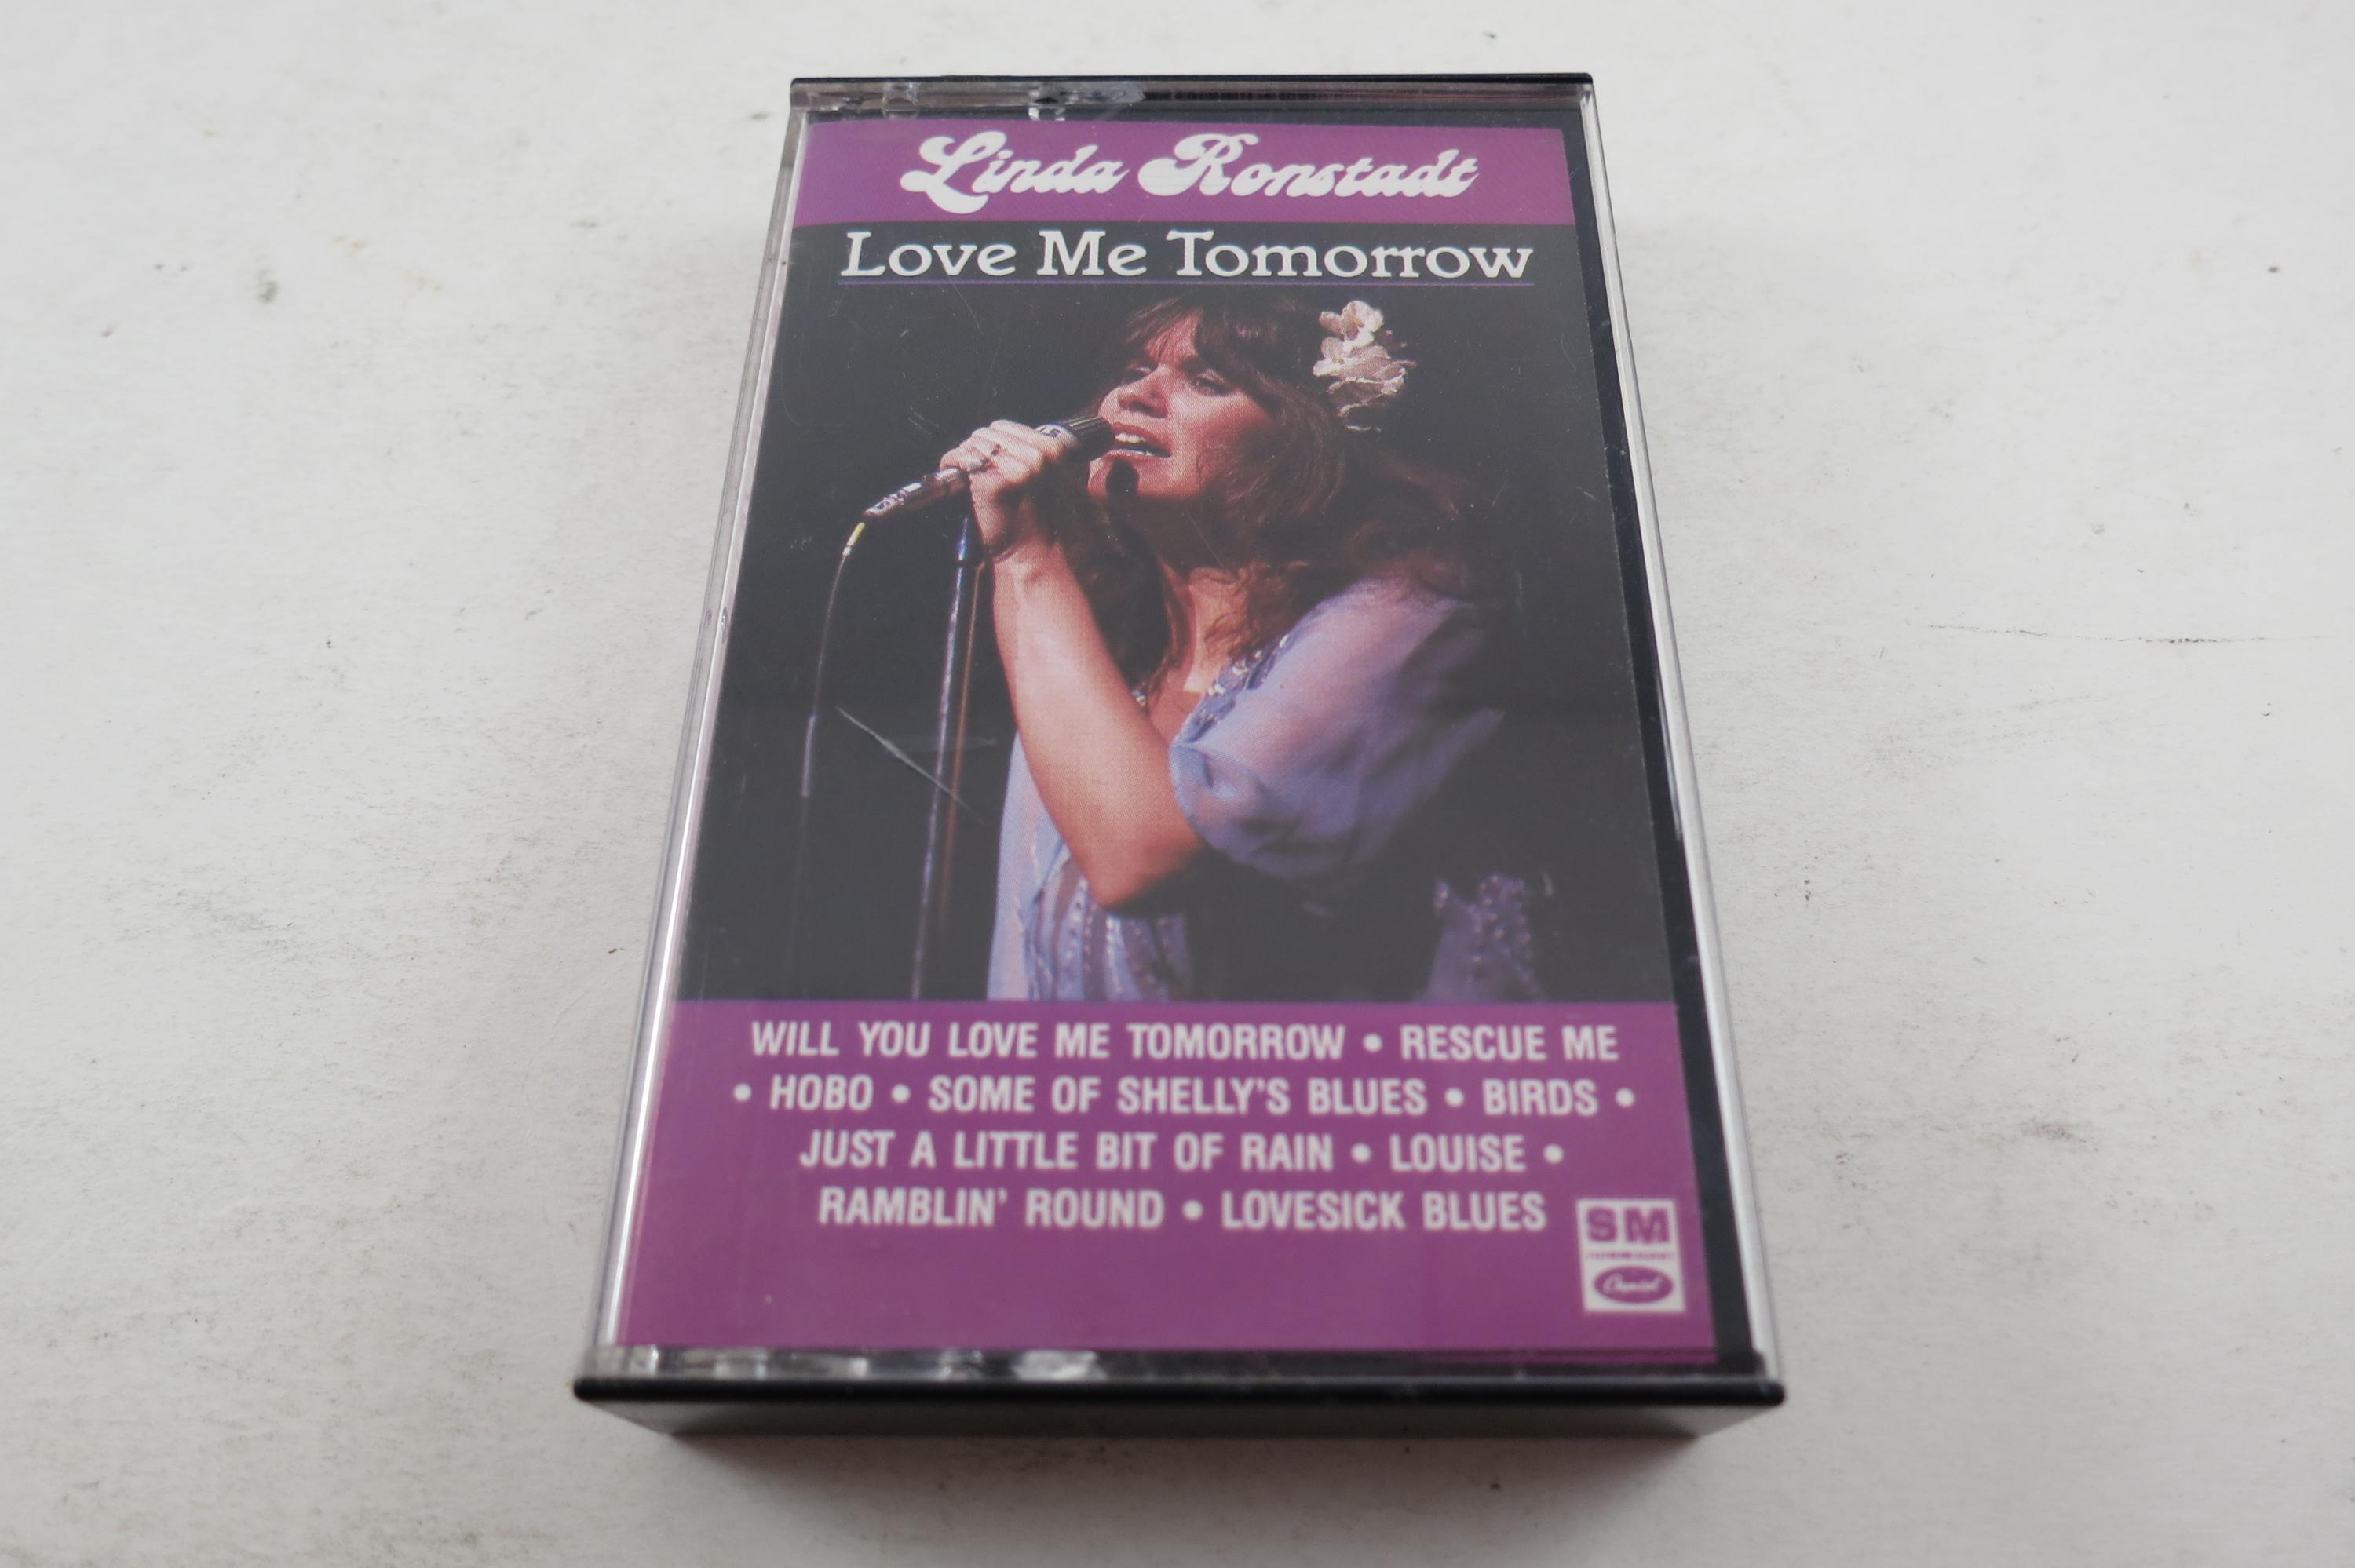 Linda Ronstadt
Love Me Tomorrow
WILL YOU LOVE ME TOMORROW • RESCUE ME
• HOBO • SOME OF SHELLY'S BLUES • BIRDS •
JUST A LITTLE BIT OF RAIN • LOUISE •
RAMBLIN' ROUND • LOVESICK BLUES
SM
Capitol